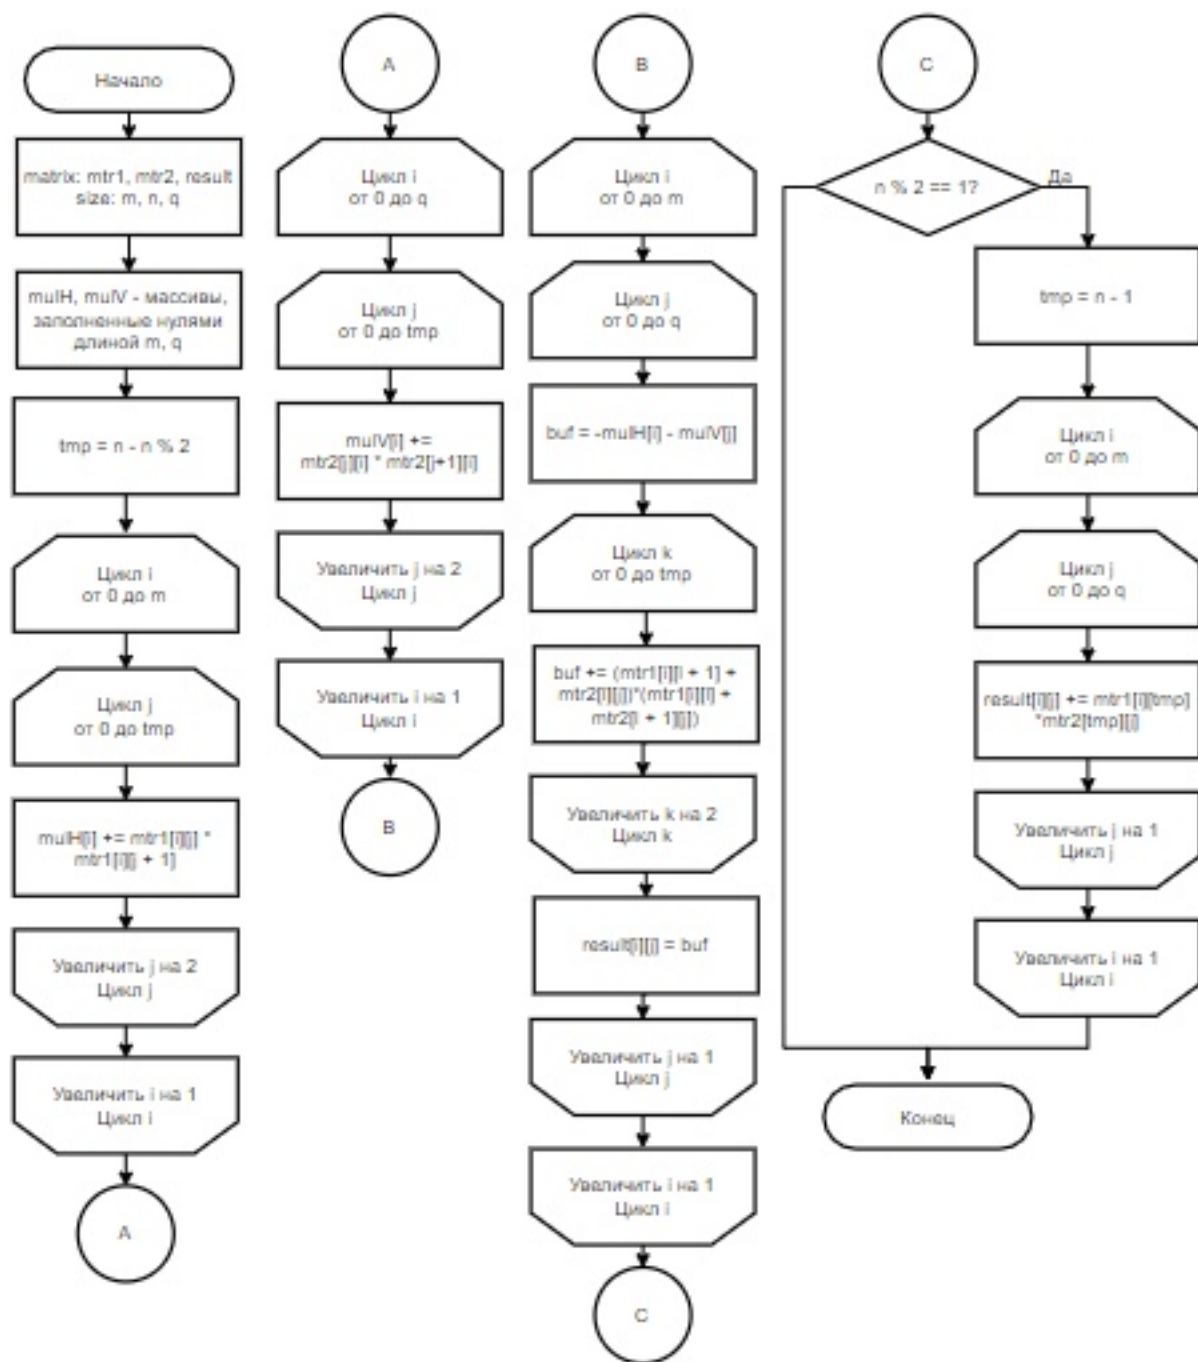 Начало
matrix: mtr1, mtr2, result
size: m, n, q
mulH, mulV - массивы,
заполненные нулями
длиной m, q
tmp = n - n % 2
Цикл i
от 0 до m
Цикл j
от 0 до tmp
mulH[i] += mtr1[i][j] *
mtr1[i][j + 1]
Увеличить j на 2
Цикл j
Увеличить i на 1
Цикл i
A
A
Цикл i
от 0 до q
Цикл j
от 0 до tmp
mulV[i] +=
mtr2[j][i] * mtr2[j+1][i]
Увеличить j на 2
Цикл j
Увеличить i на 1
Цикл i
B
B
Цикл i
от 0 до m
Цикл j
от 0 до q
buf = -mulH[i] - mulV[j]
Цикл k
от 0 до tmp
buf += (mtr1[i][l + 1] +
mtr2[l][j])*(mtr1[i][l] +
mtr2[l + 1][j])
Увеличить k на 2
Цикл k
result[i][j] = buf
Увеличить j на 1
Цикл j
Увеличить i на 1
Цикл i
C
C
n % 2 == 1?
Да
tmp = n - 1
Цикл i
от 0 до m
Цикл j
от 0 до q
result[i][j] += mtr1[i][tmp]
*mtr2[tmp][j]
Увеличить j на 1
Цикл j
Увеличить i на 1
Цикл i
Конец